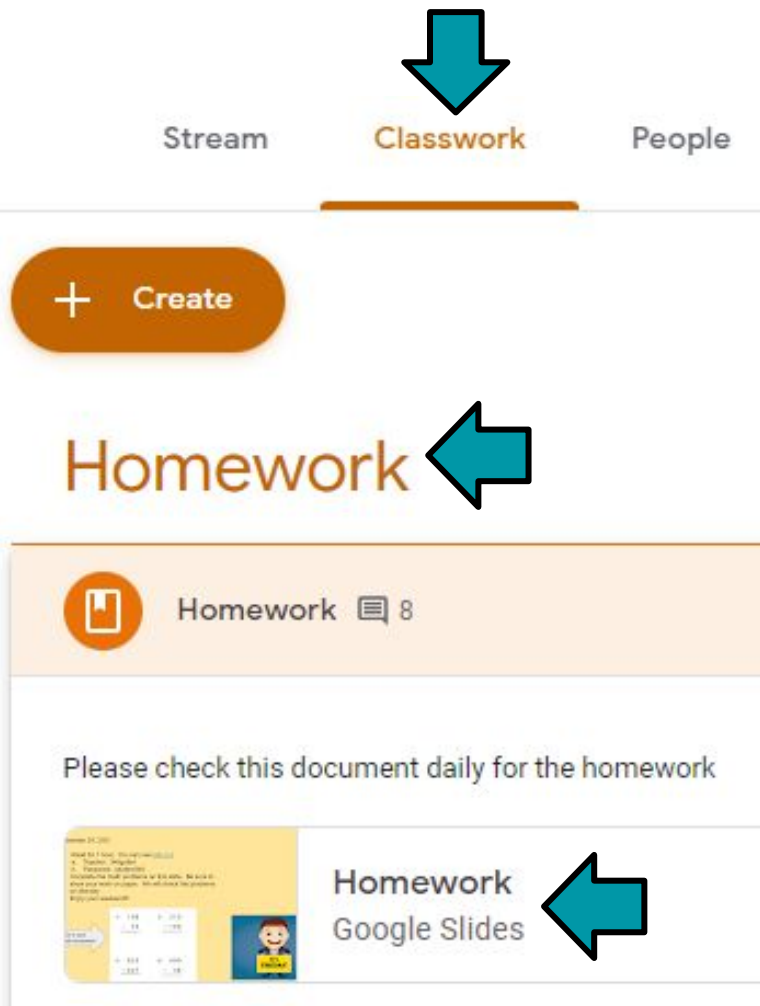 Stream Classwork People
+ Create
Homework
Homework 8
Please check this document daily for the homework
Homework
Google Slides